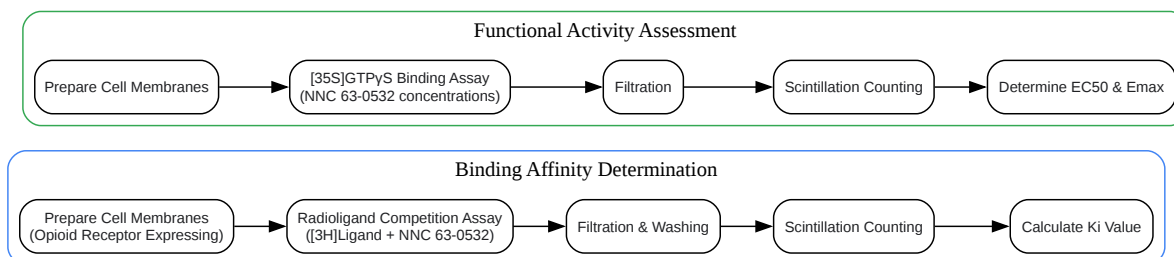 Functional Activity Assessment
Prepare Cell Membranes
[35S]GTPγS Binding Assay
(NNC 63-0532 concentrations)
Filtration
Scintillation Counting
Determine EC50 & Emax
Binding Affinity Determination
Prepare Cell Membranes
(Opioid Receptor Expressing)
Radioligand Competition Assay
([3H]Ligand + NNC 63-0532)
Filtration & Washing
Scintillation Counting
Calculate Ki Value